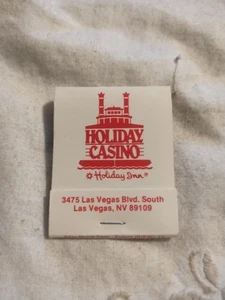 HOLIDAY
CASINO
Holiday Inn®
3475 Las Vegas Blvd. South
Las Vegas, NV 89109